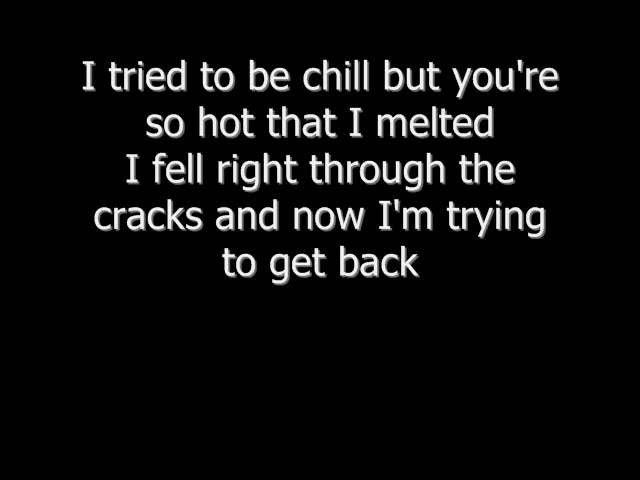 I tried to be chill but you're
so hot that I melted
I fell right through the
cracks and now I'm trying
to get back